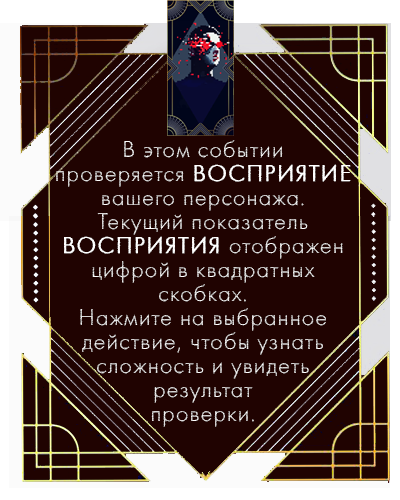 В этом событии
проверяется ВОСПРИЯТИЕ
вашего персонажа.
Текущий показатель
ВОСПРИЯТИЯ отображен
цифрой в квадратных
скобках.
Нажмите на выбранное
действие, чтобы узнать
сложность и увидеть
результат
проверки.